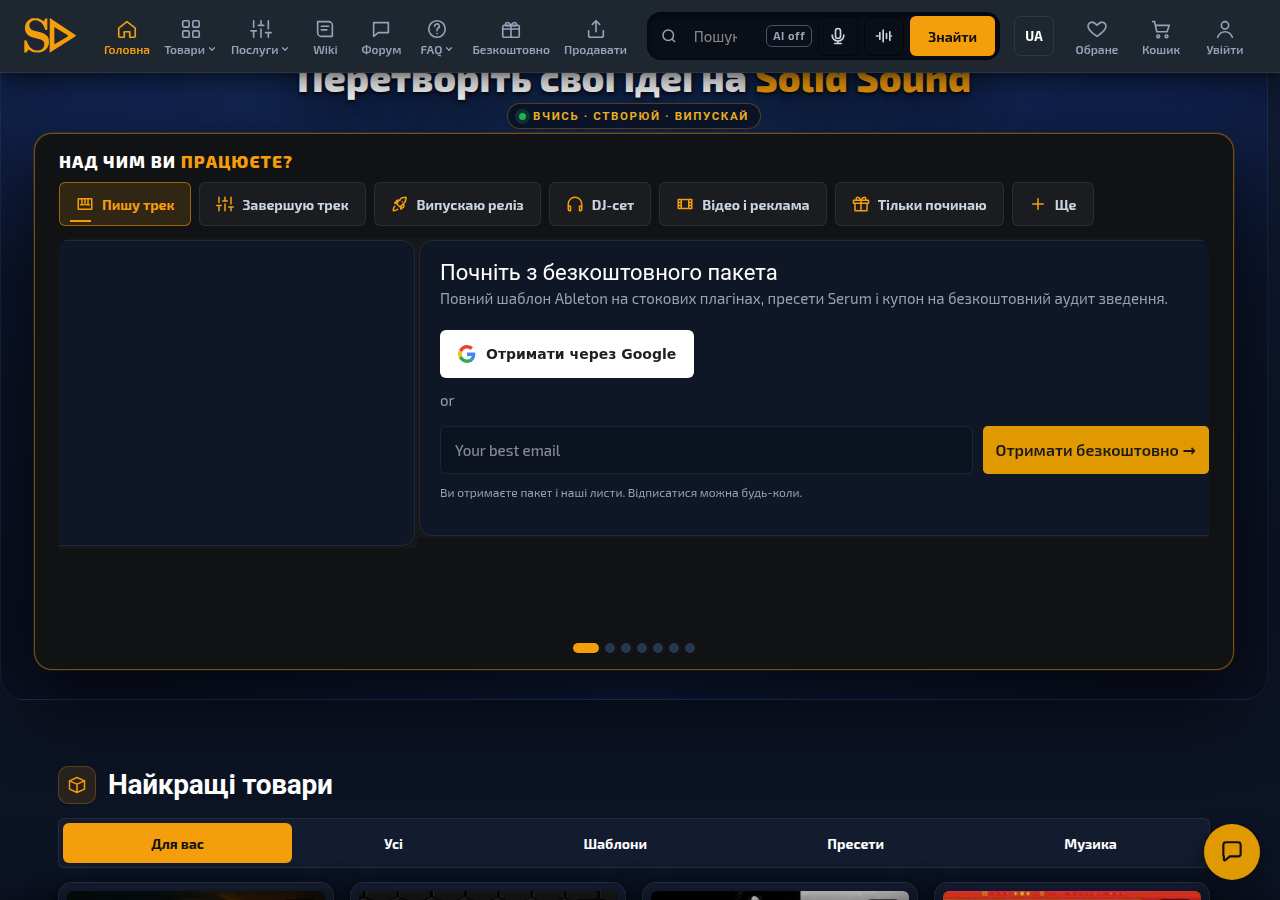 Головна
Товари
Послуги
Wiki
Форум
FAQ
Безкоштовно
Продавати
Пошук
AI off
Знайти
UA
Обране
Кошик
Увійти
Перетворіть свої ідеї на Solid Sound
ВЧИСЬ · СТВОРЮЙ · ВИПУСКАЙ
НАД ЧИМ ВИ ПРАЦЮЄТЕ?
Пишу трек
Завершую трек
Випускаю реліз
DJ-сет
Відео і реклама
Тільки починаю
Ще
Почніть з безкоштовного пакета
Повний шаблон Ableton на стокових плагінах, пресети Serum і купон на безкоштовний аудит зведення.
Отримати через Google
or
Your best email
Отримати безкоштовно →
Ви отримаєте пакет і наші листи. Відписатися можна будь-коли.
Найкращі товари
Для вас
Усі
Шаблони
Пресети
Музика